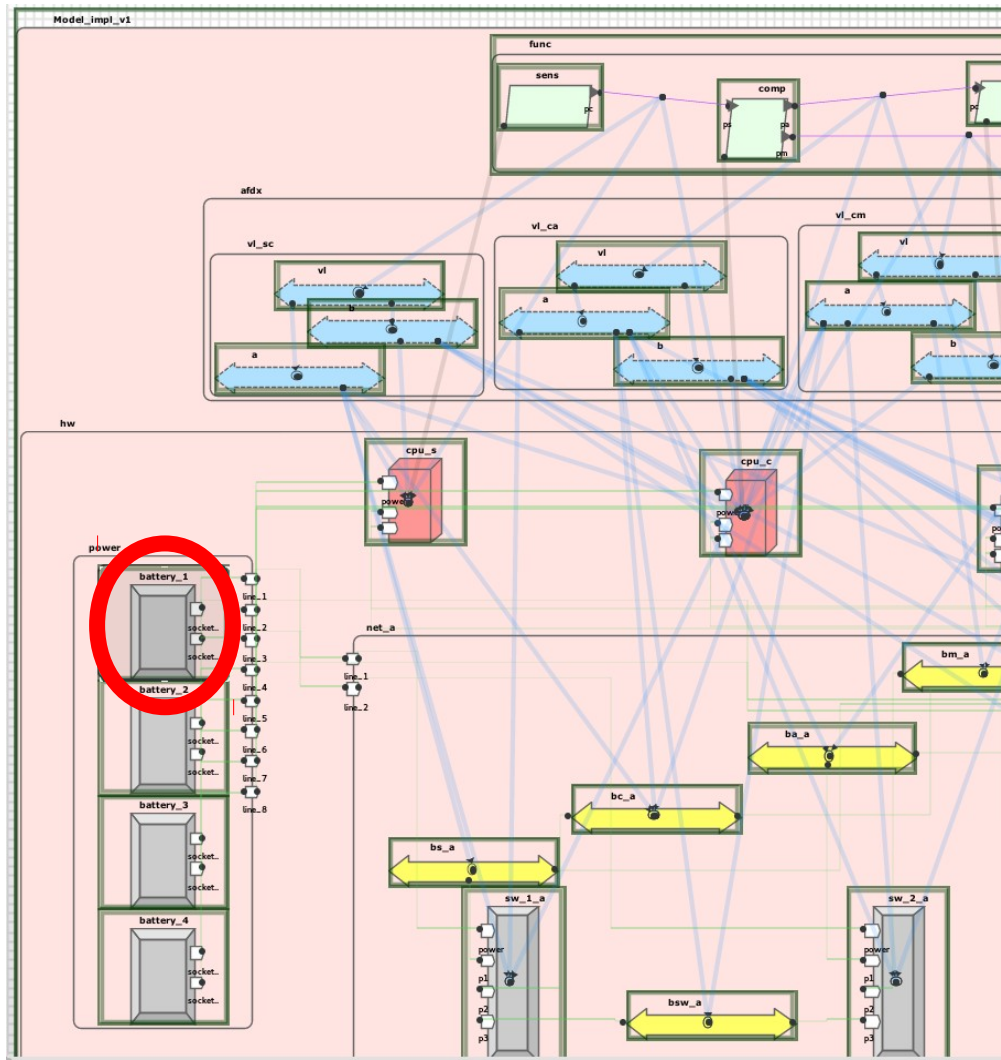 Model_impl_v1
func
sens
pc
comp
ps
pa
pm
pc
afdx
vl_sc
vl
b
a
vl_ca
vl
a
b
vl_cm
vl
a
b
hw
cpu_s
power
cpu_c
power
power
battery_1
socket..
socket..
battery_2
socket..
socket..
battery_3
socket..
socket..
battery_4
socket..
socket..
line_1
line_2
line_3
line_4
line_5
line_6
line_7
line_8
net_a
line_1
line_2
bm_a
ba_a
bc_a
bs_a
sw_1_a
power
p1
p2
p3
sw_2_a
power
p1
p2
p3
bsw_a